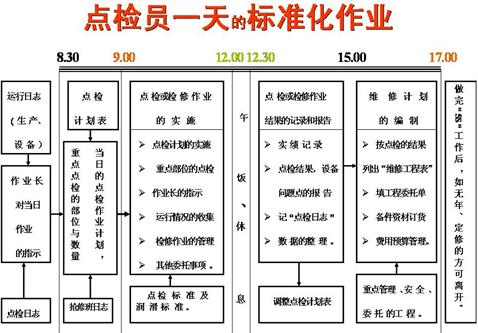 点检员一天的标准化作业
8.30
9.00
12.00
12.30
15.00
17.00
运行日志
（生产、
设备）
作业长
对当日
作业
的指示
点检日志
点检
计划表
当日的点检作业计划，
重点点检的部位与数量
抢修班日志
点检或检修作业
的实施
点检计划的实施
重点部位的点检
作业长的指示
运行情况的收集
检修作业的管理
其他委托事项。
点检标准及
润滑标准。
午饭、休息
点检或检修作业
结果的记录和报告
实绩记录
点检结果，设备
问题点的报告
记“点检日志”
数据的整理。
调整点检计划表
维修计划
的编制
按点检的结果
列出“维修工程表”
填工程委托单
备件资材订货
费用预算管理。
重点管理、安全、
委托的工程。
做完“5S”工作后，如无年、
定修的方可离开。